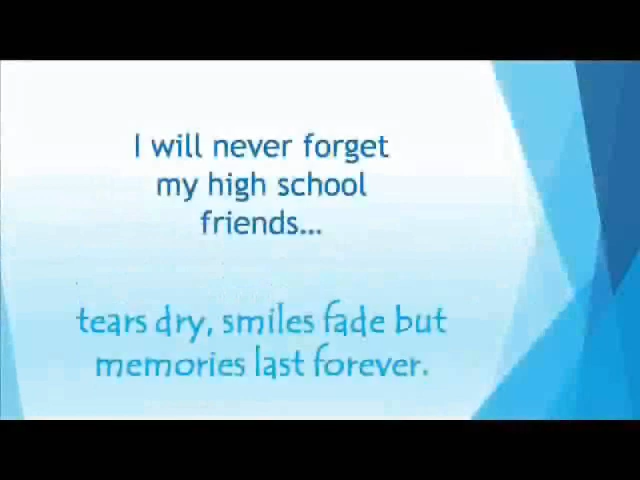 I will never forget
my high school
friends...
tears dry, smiles fade but
memories last forever.